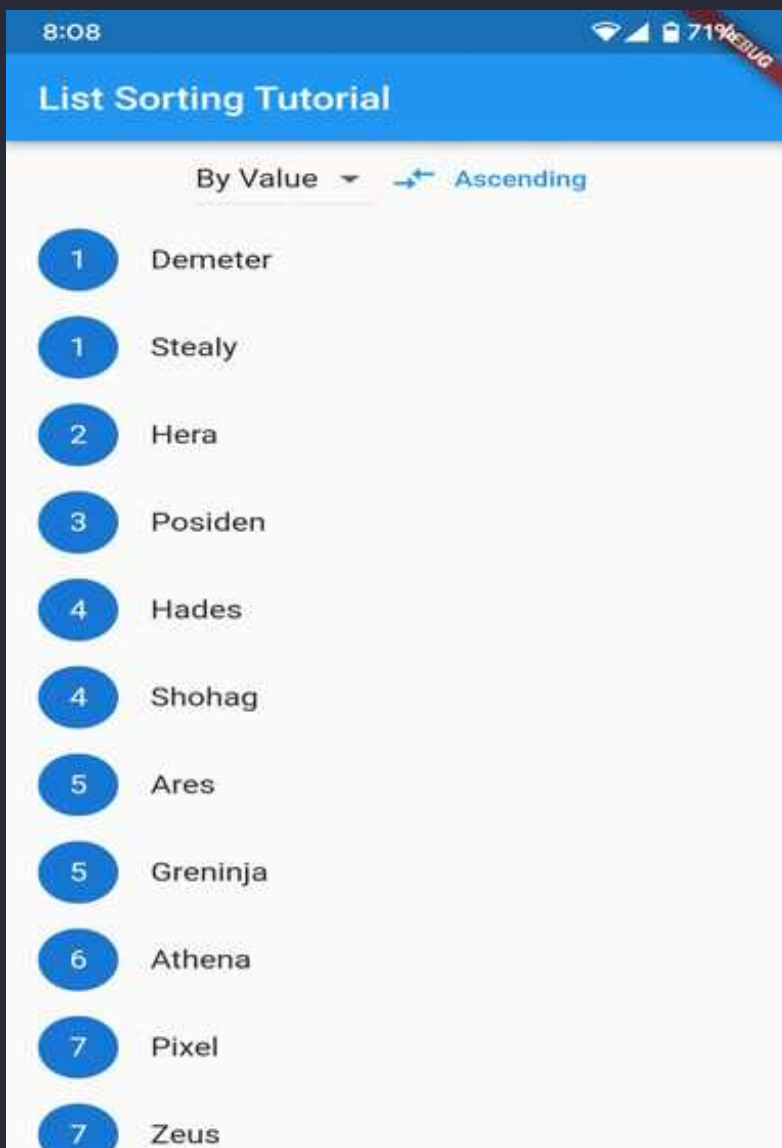 8:08 71% DEBUG
List Sorting Tutorial
By Value Ascending
1 Demeter
1 Stealy
2 Hera
3 Posiden
4 Hades
4 Shohag
5 Ares
5 Greninja
6 Athena
7 Pixel
7 Zeus